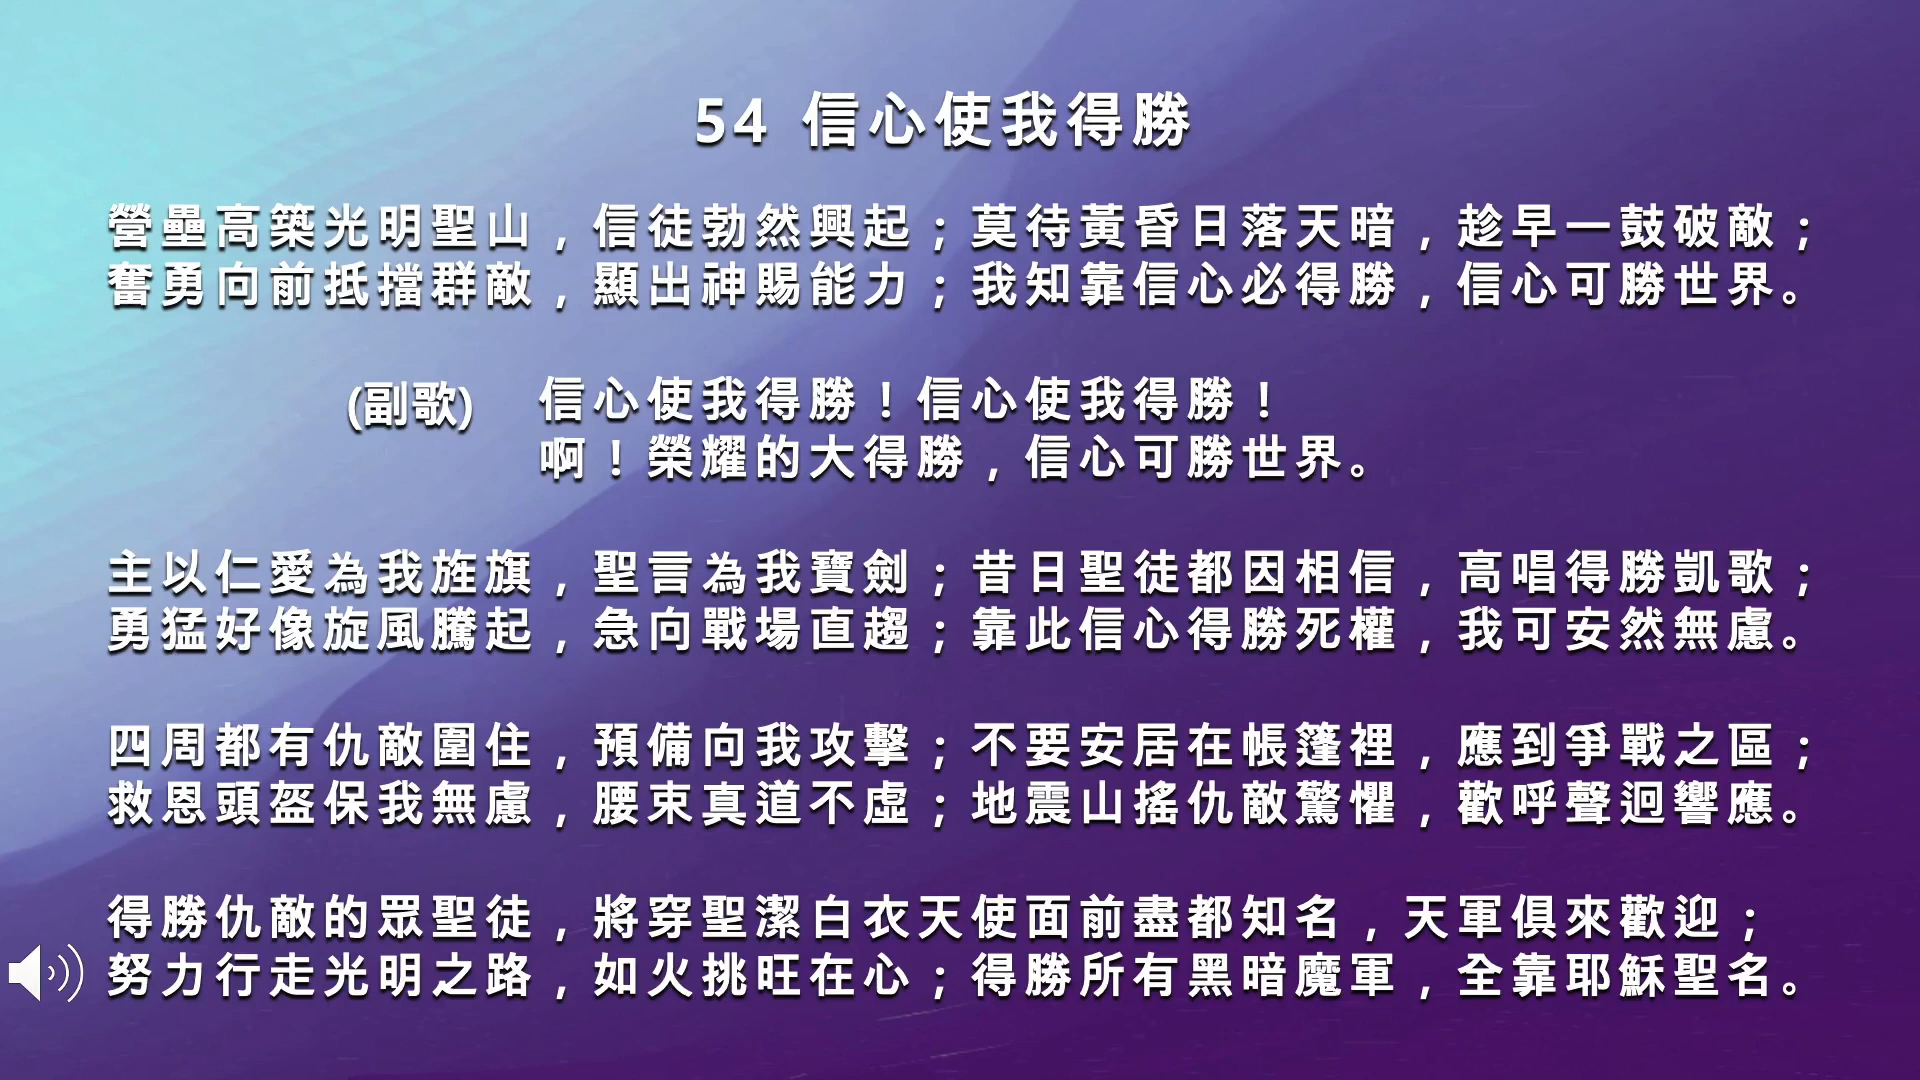 54 信心使我得勝
營壘高築光明聖山，信徒勃然興起；莫待黃昏日落天暗，趁早一鼓破敵；
奮勇向前抵擋群敵，顯出神賜能力；我知靠信心必得勝，信心可勝世界。
(副歌) 信心使我得勝！信心使我得勝！
啊！榮耀的大得勝，信心可勝世界。
主以仁愛為我旌旗，聖言為我寶劍；昔日聖徒都因相信，高唱得勝凱歌；
勇猛好像旋風騰起，急向戰場直趨；靠此信心得勝死權，我可安然無慮。
四周都有仇敵圍住，預備向我攻擊；不要安居在帳篷裡，應到爭戰之區；
救恩頭盔保我無慮，腰束真道不虛；地震山搖仇敵驚懼，歡呼聲迴響應。
得勝仇敵的眾聖徒，將穿聖潔白衣天使面前盡都知名，天軍俱來歡迎；
努力行走光明之路，如火挑旺在心；得勝所有黑暗魔軍，全靠耶穌聖名。